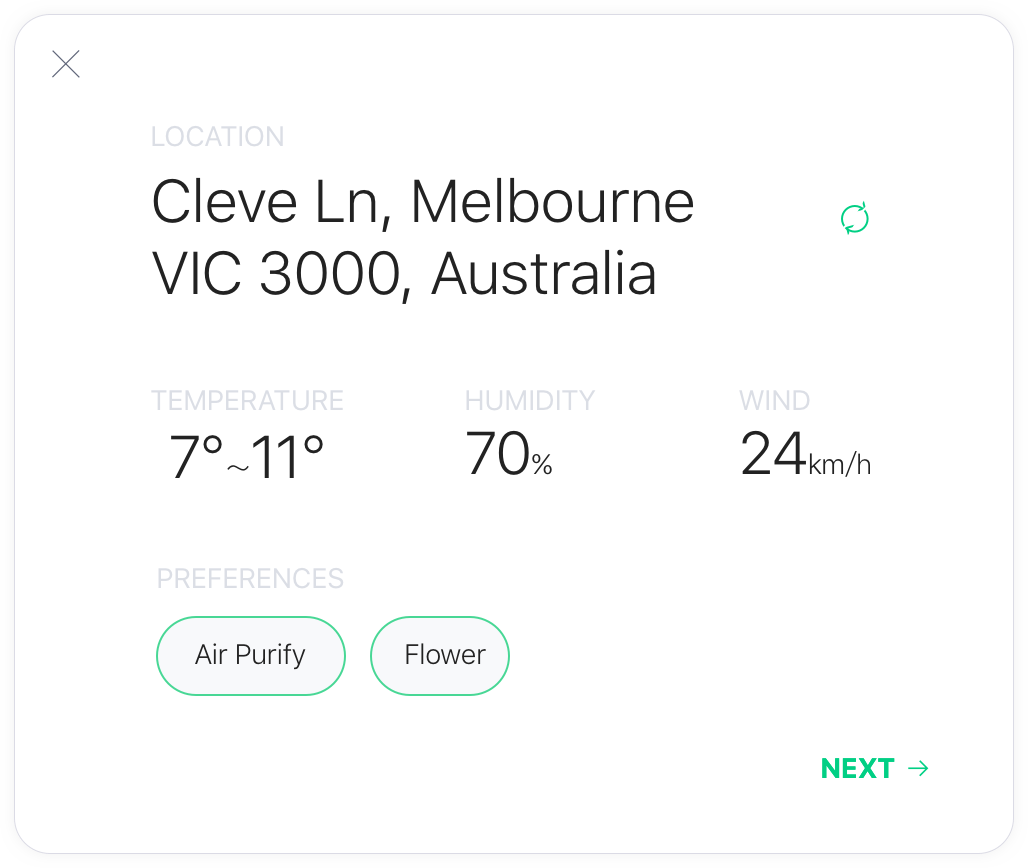 LOCATION
Cleve Ln, Melbourne
VIC 3000, Australia
TEMPERATURE HUMIDITY WIND
7°~11° 70% 24km/h
PREFERENCES
Air Purify Flower
NEXT →